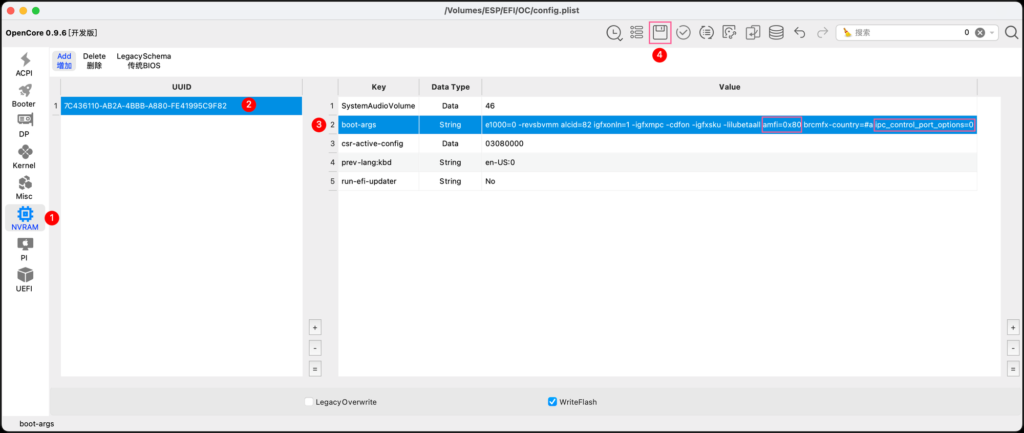 /Volumes/ESP/EFI/OC/config.plist
OpenCore 0.9.6 [开发版]
搜索 0
4
ACPI
Booter
DP
Kernel
Misc
NVRAM
PI
UEFI
1
Add Delete LegacySchema
增加 删除 传统BIOS
UUID
1 7C436110-AB2A-4BBB-A880-FE41995C9F82 2
Key Data Type Value
1 SystemAudioVolume Data 46
3 2 boot-args String e1000=0 -revsbvmm alcid=82 igfxonln=1 -igfxmpc -cdfon -igfxsku -lilubetaall amfi=0x80 brcmfx-country=#a ipc_control_port_options=0
3 csr-active-config Data 03080000
4 prev-lang:kbd String en-US:0
5 run-efi-updater String No
+ +
- -
= =
LegacyOverwrite WriteFlash
boot-args